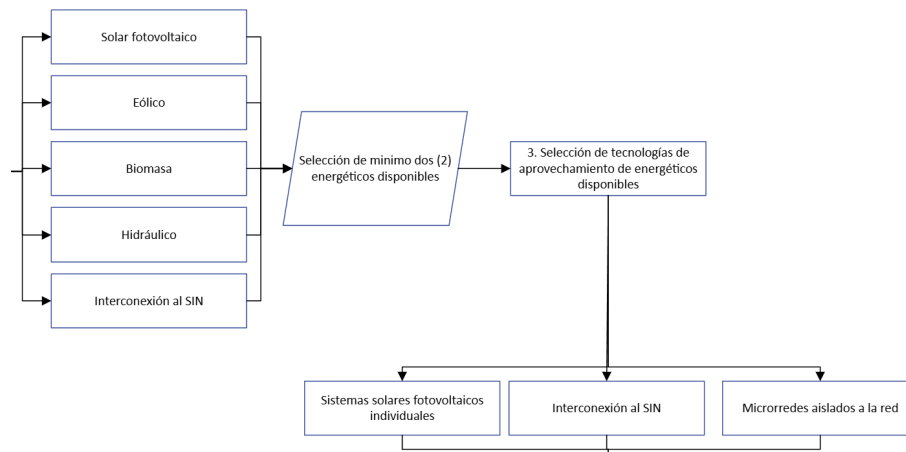 Solar fotovoltaico
Eólico
Biomasa
Hidráulico
Interconexión al SIN
Selección de minimo dos (2)
energéticos disponibles
3. Selección de tecnologías de
aprovechamiento de energéticos
disponibles
Sistemas solares fotovoltaicos
individuales
Interconexión al SIN
Microrredes aislados a la red